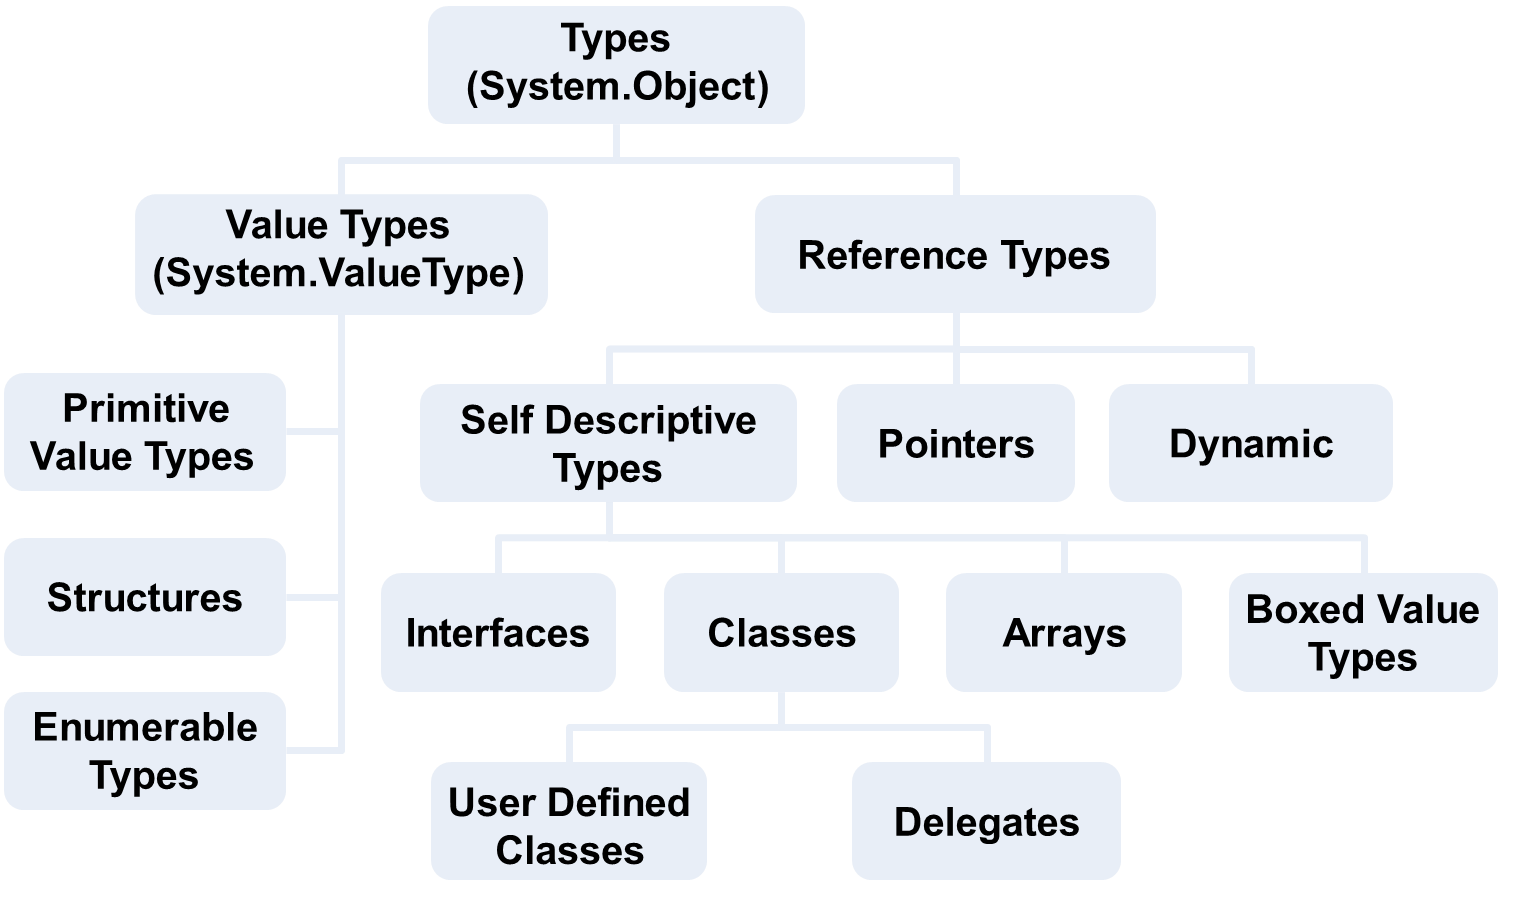 Types
(System.Object)
Value Types
(System.ValueType)
Reference Types
Primitive
Value Types
Self Descriptive
Types
Pointers
Dynamic
Structures
Interfaces
Classes
Arrays
Boxed Value
Types
Enumerable
Types
User Defined
Classes
Delegates